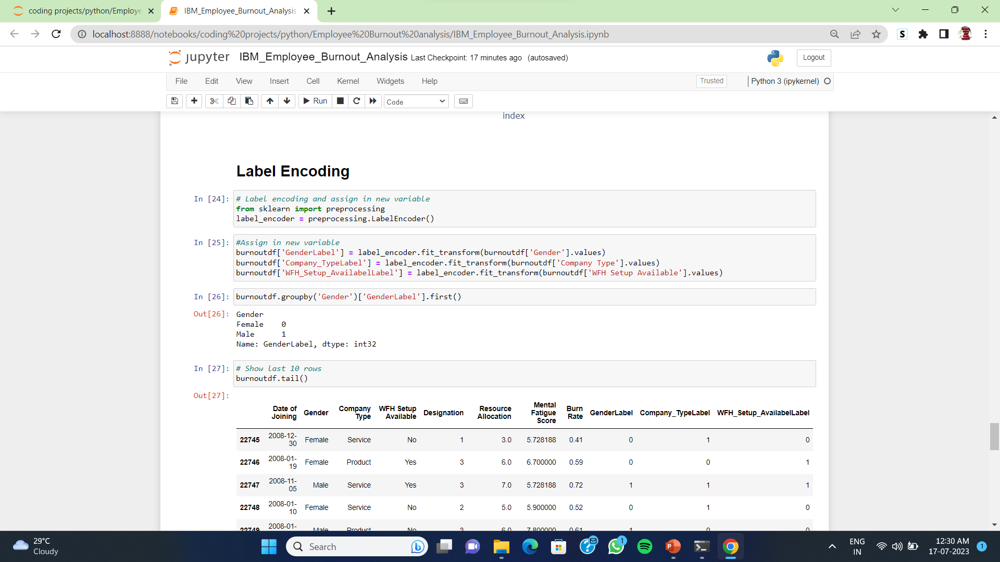 coding projects/python/Employe
IBM_Employee_Burnout_Analysis
localhost:8888/notebooks/coding%20projects/python/Employee%20Burnout%20analysis/IBM_Employee_Burnout_Analysis.ipynb
jupyter IBM_Employee_Burnout_Analysis Last Checkpoint: 17 minutes ago (autosaved)
Logout
File Edit View Insert Cell Kernel Widgets Help
Trusted
Python 3 (ipykernel)
Run
Code
index
Label Encoding
In [24]: # Label encoding and assign in new variable
from sklearn import preprocessing
label_encoder = preprocessing.LabelEncoder()
In [25]: #Assign in new variable
burnoutdf['GenderLabel'] = label_encoder.fit_transform(burnoutdf['Gender'].values)
burnoutdf['Company_TypeLabel'] = label_encoder.fit_transform(burnoutdf['Company Type'].values)
burnoutdf['WFH_Setup_AvailabelLabel'] = label_encoder.fit_transform(burnoutdf['WFH Setup Available'].values)
In [26]: burnoutdf.groupby('Gender')['GenderLabel'].first()
Out[26]: Gender
Female 0
Male 1
Name: GenderLabel, dtype: int32
In [27]: # Show last 10 rows
burnoutdf.tail()
Out[27]:
Date of Joining Gender Company Type WFH Setup Available Designation Resource Allocation Mental Fatigue Score Burn Rate GenderLabel Company_TypeLabel WFH_Setup_AvailabelLabel
22745 2008-12-30 Female Service No 1 3.0 5.728188 0.41 0 1 0
22746 2008-01-19 Female Product Yes 3 6.0 6.700000 0.59 0 0 1
22747 2008-11-05 Male Service Yes 3 7.0 5.728188 0.72 1 1 1
22748 2008-01-10 Female Service No 2 5.0 5.900000 0.52 0 1 0
22749 2008-01- Male Product No 3 6.0 7.800000 0.61 1 0 0
29°C
Cloudy
Search
1
ENG
IN
12:30 AM
17-07-2023
1